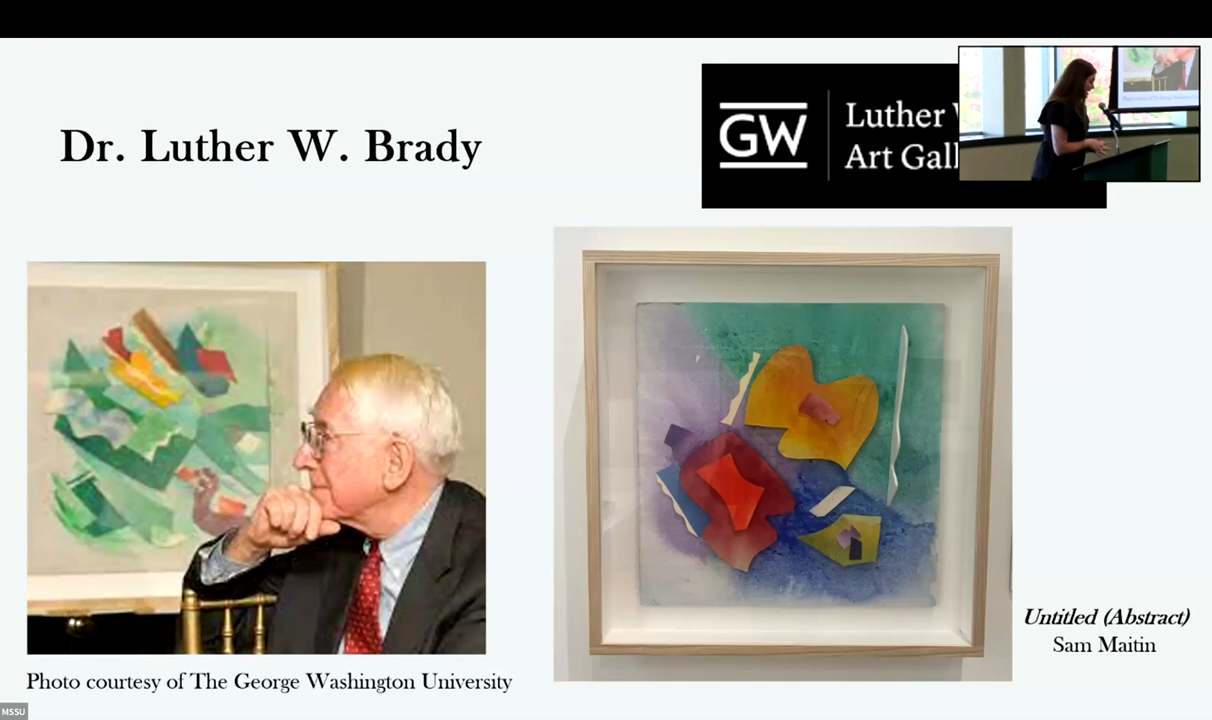 Dr. Luther W. Brady
GW
Luther
Art Gall
Untitled (Abstract)
Sam Maitin
Photo courtesy of The George Washington University
MSSU